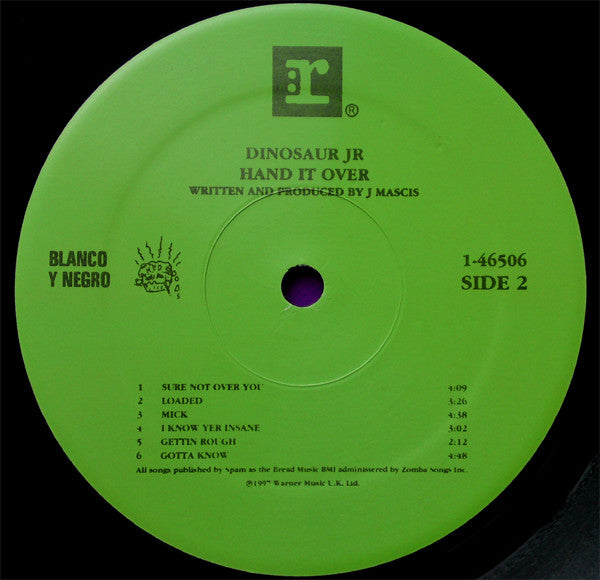 r
®
DINOSAUR JR
HAND IT OVER
WRITTEN AND PRODUCED BY J MASCIS
BLANCO
Y NEGRO
1-46506
SIDE 2
1 SURE NOT OVER YOU 4:09
2 LOADED 3:26
3 MICK 4:38
4 I KNOW YER INSANE 3:02
5 GETTIN ROUGH 2:12
6 GOTTA KNOW 4:48
All songs published by Spam as the Bread Music BMI administered by Zomba Songs Inc.
℗1997 Warner Music U.K. Ltd.